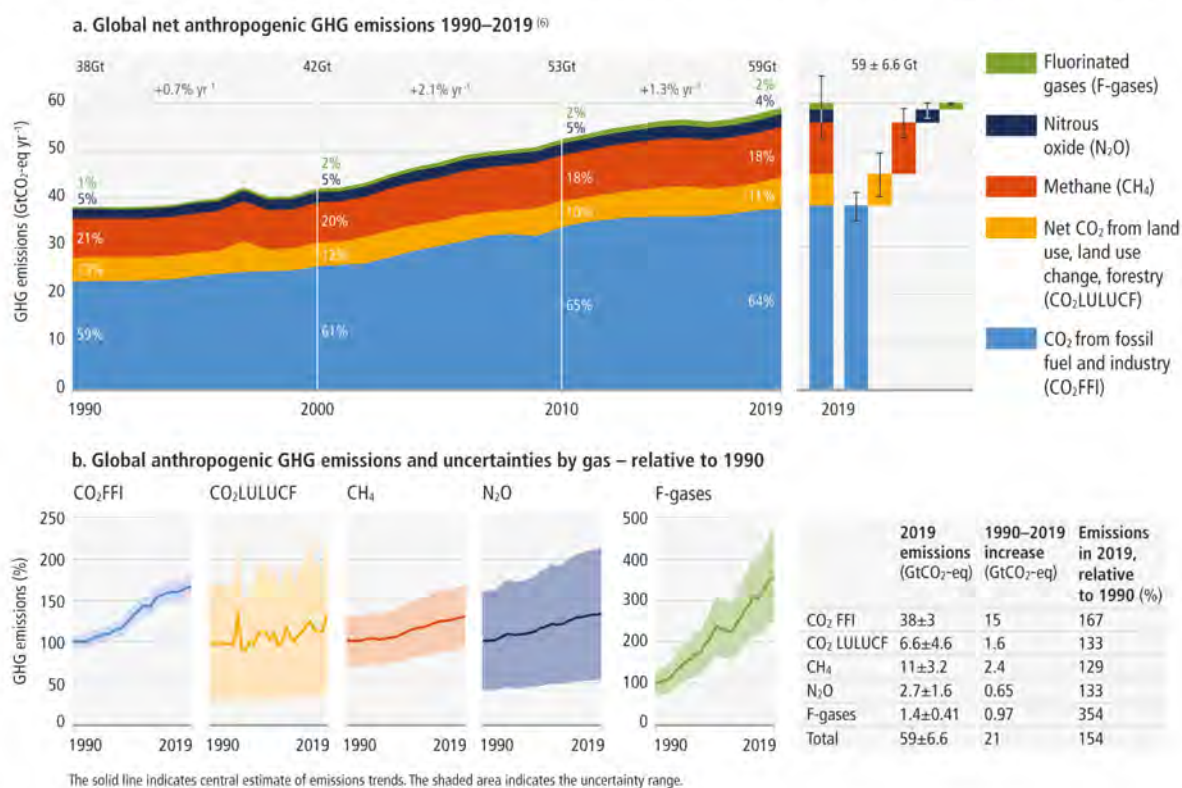 a. Global net anthropogenic GHG emissions 1990–2019 (6)
38Gt
42Gt
53Gt
59Gt
59 ± 6.6 Gt
+0.7% yr⁻¹
+2.1% yr⁻¹
+1.3% yr⁻¹
GHG emissions (GtCO₂-eq yr⁻¹)
60
50
40
30
20
10
0
1%
5%
21%
13%
59%
2%
5%
20%
12%
61%
2%
5%
18%
10%
65%
2%
4%
18%
11%
64%
1990
2000
2010
2019
2019
Fluorinated
gases (F-gases)
Nitrous
oxide (N₂O)
Methane (CH₄)
Net CO₂ from land
use, land use
change, forestry
(CO₂LULUCF)
CO₂ from fossil
fuel and industry
(CO₂FFI)
b. Global anthropogenic GHG emissions and uncertainties by gas – relative to 1990
CO₂FFI
CO₂LULUCF
CH₄
N₂O
F-gases
GHG emissions (%)
250
200
150
100
50
0
500
400
300
200
100
0
1990 2019
1990 2019
1990 2019
1990 2019
1990 2019
2019 emissions (GtCO₂-eq)
1990–2019 increase (GtCO₂-eq)
Emissions in 2019, relative to 1990 (%)
CO₂ FFI 38±3 15 167
CO₂ LULUCF 6.6±4.6 1.6 133
CH₄ 11±3.2 2.4 129
N₂O 2.7±1.6 0.65 133
F-gases 1.4±0.41 0.97 354
Total 59±6.6 21 154
The solid line indicates central estimate of emissions trends. The shaded area indicates the uncertainty range.